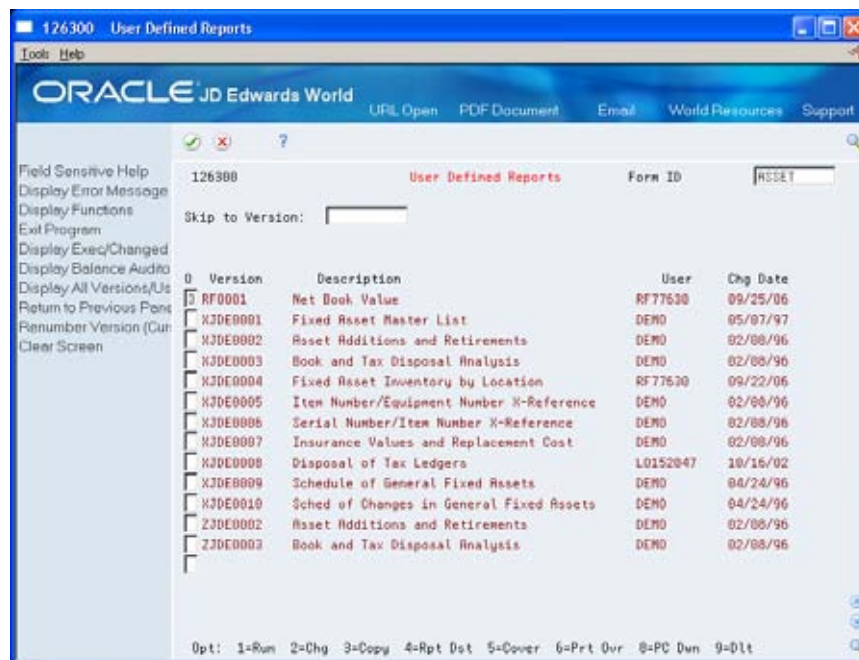 126300 User Defined Reports
Tools Help
ORACLE JD Edwards World
URL Open PDF Document Email World Resources Support
?
Field Sensitive Help
Display Error Message
Display Functions
Exit Program
Display Exec/Changed
Display Balance Audito
Display All Versions/Us
Return to Previous Pane
Renumber Version (Cur
Clear Screen
126300 User Defined Reports Form ID ASSET
Skip to Version:
O Version Description User Chg Date
3 RF0001 Net Book Value RF77630 09/25/06
XJDE0001 Fixed Asset Master List DEMO 05/07/97
XJDE0002 Asset Additions and Retirements DEMO 02/08/96
XJDE0003 Book and Tax Disposal Analysis DEMO 02/08/96
XJDE0004 Fixed Asset Inventory by Location RF77630 09/22/06
XJDE0005 Item Number/Equipment Number X-Reference DEMO 02/08/96
XJDE0006 Serial Number/Item Number X-Reference DEMO 02/08/96
XJDE0007 Insurance Values and Replacement Cost DEMO 02/08/96
XJDE0008 Disposal of Tax Ledgers LO152047 10/16/02
XJDE0009 Schedule of General Fixed Assets DEMO 04/24/96
XJDE0010 Sched of Changes in General Fixed Assets DEMO 04/24/96
ZJDE0002 Asset Additions and Retirements DEMO 02/08/96
ZJDE0003 Book and Tax Disposal Analysis DEMO 02/08/96
Opt: 1=Run 2=Chg 3=Copy 4=Rpt Dst 5=Cover 6=Prt Ovr 8=PC Dwn 9=Dlt